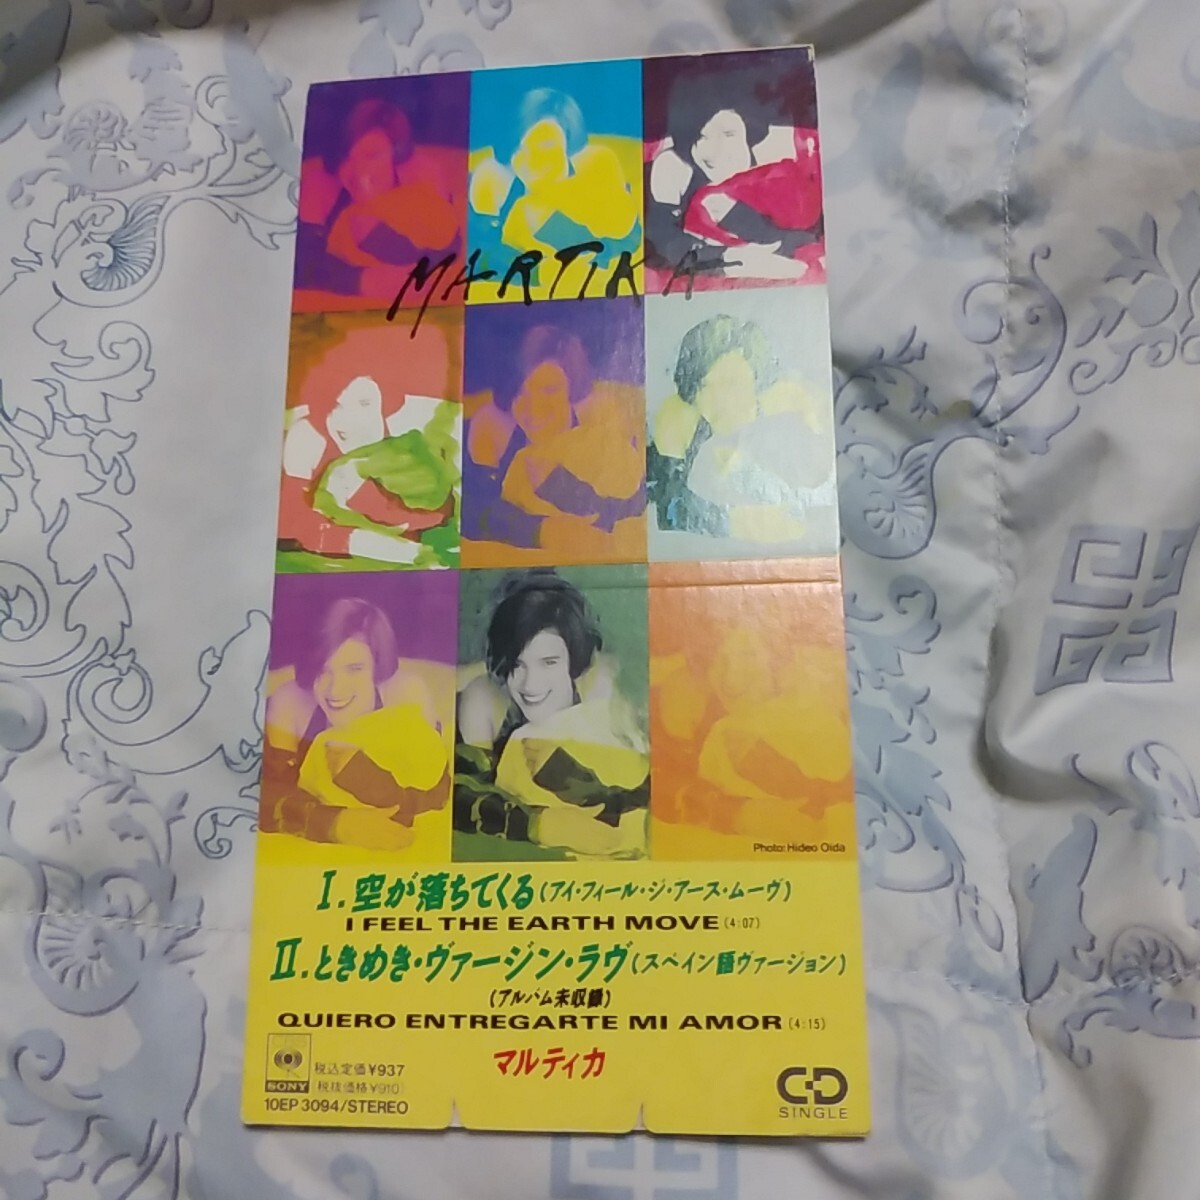 MARTIKA
Photo: Hideo Oida
I. 空が落ちてくる(アイ・フィール・ジ・アース・ムーヴ)
I FEEL THE EARTH MOVE (4:07)
II. ときめき・ヴァージン・ラヴ(スペイン語ヴァージョン)
(アルバム未収録)
QUIERO ENTREGARTE MI AMOR (4:15)
マルティカ
SONY
税込定価¥937
(税抜価格¥910)
10EP 3094/STEREO
CD
SINGLE